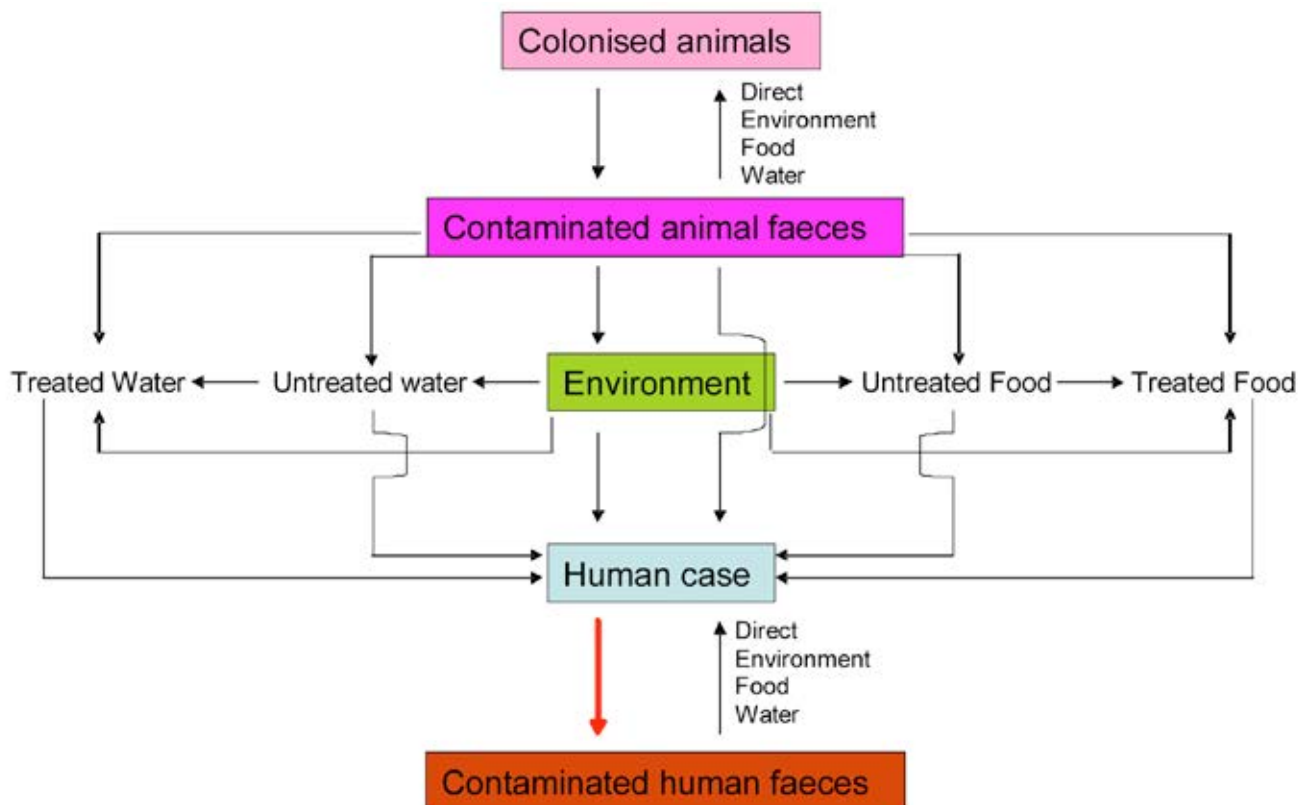 Colonised animals
Direct
Environment
Food
Water
Contaminated animal faeces
Treated Water
Untreated water
Environment
Untreated Food
Treated Food
Human case
Direct
Environment
Food
Water
Contaminated human faeces